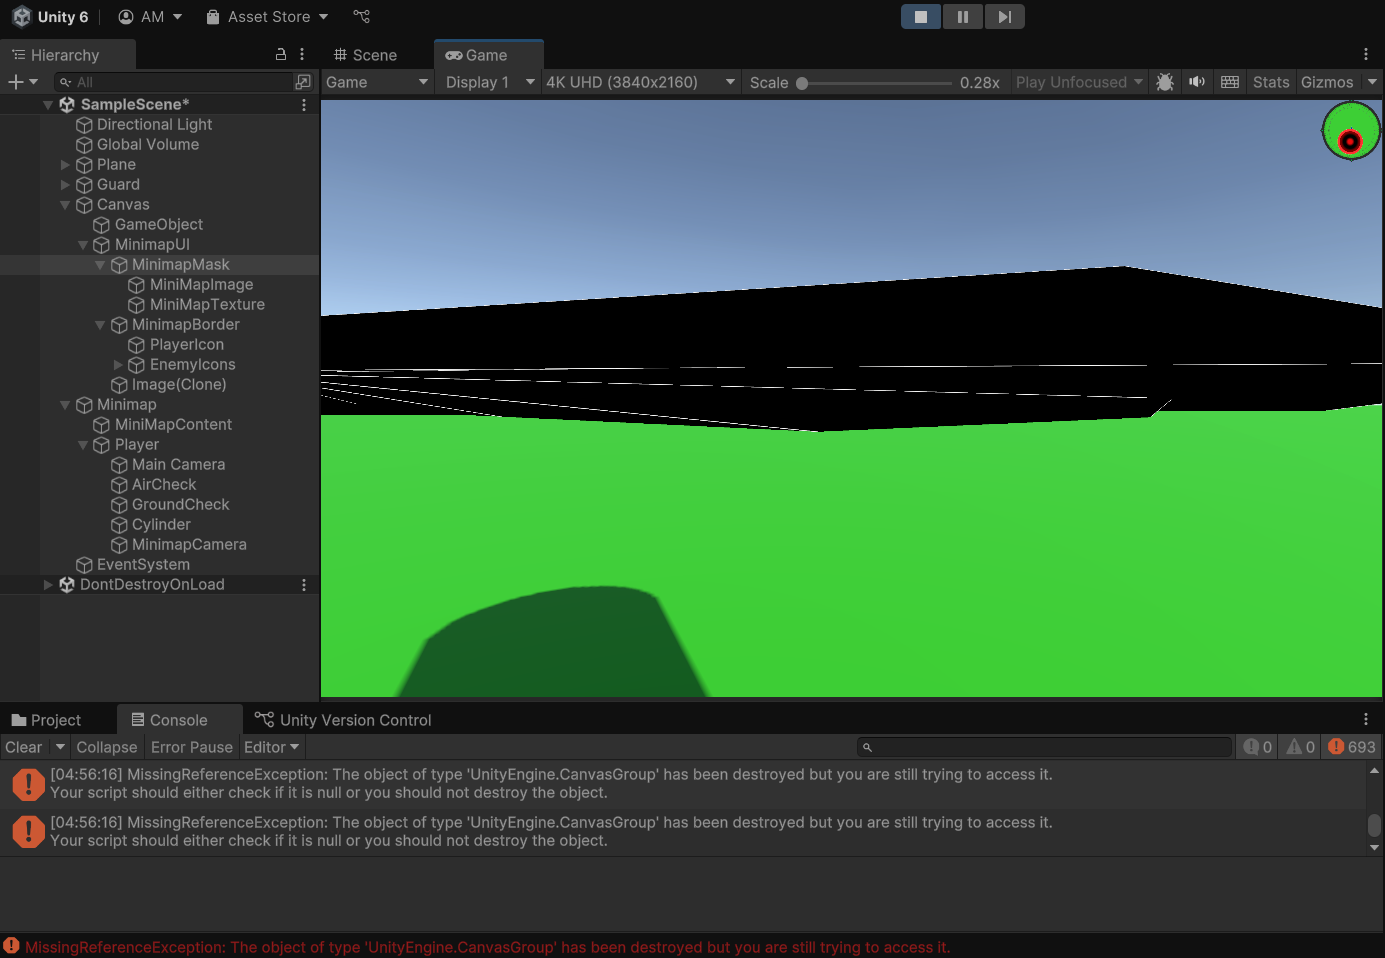 Unity 6
AM
Asset Store
Hierarchy
Scene
Game
All
Game
Display 1
4K UHD (3840x2160)
Scale
0.28x
Play Unfocused
Stats
Gizmos
SampleScene*
Directional Light
Global Volume
Plane
Guard
Canvas
GameObject
MinimapUI
MinimapMask
MiniMapImage
MiniMapTexture
MinimapBorder
PlayerIcon
EnemyIcons
Image(Clone)
Minimap
MiniMapContent
Player
Main Camera
AirCheck
GroundCheck
Cylinder
MinimapCamera
EventSystem
DontDestroyOnLoad
Project
Console
Unity Version Control
Clear
Collapse
Error Pause
Editor
0
0
693
[04:56:16] MissingReferenceException: The object of type 'UnityEngine.CanvasGroup' has been destroyed but you are still trying to access it.
Your script should either check if it is null or you should not destroy the object.
[04:56:16] MissingReferenceException: The object of type 'UnityEngine.CanvasGroup' has been destroyed but you are still trying to access it.
Your script should either check if it is null or you should not destroy the object.
MissingReferenceException: The object of type 'UnityEngine.CanvasGroup' has been destroyed but you are still trying to access it.